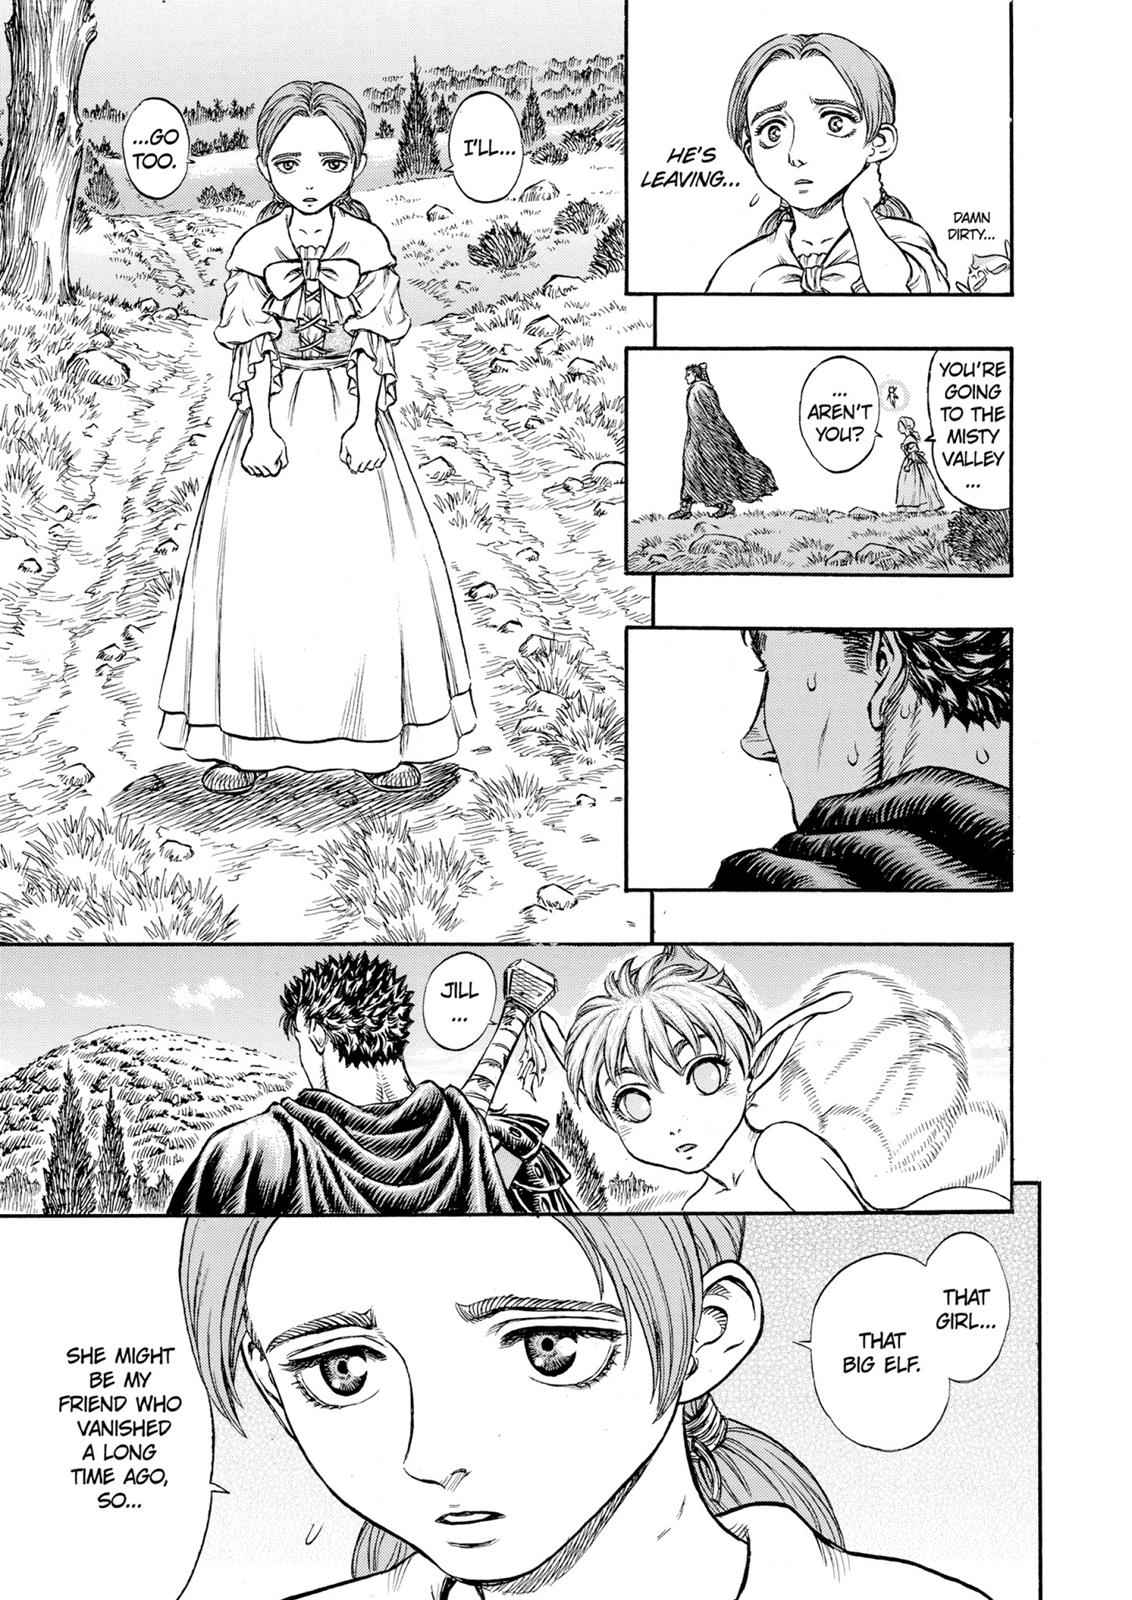 HE'S
LEAVING...
DAMN
DIRTY...
YOU'RE
GOING
TO THE
MISTY
VALLEY
...
...
AREN'T
YOU?
I'LL...
...GO
TOO.
JILL
...
THAT
GIRL...
THAT
BIG ELF.
SHE MIGHT
BE MY
FRIEND WHO
VANISHED
A LONG
TIME AGO,
SO...